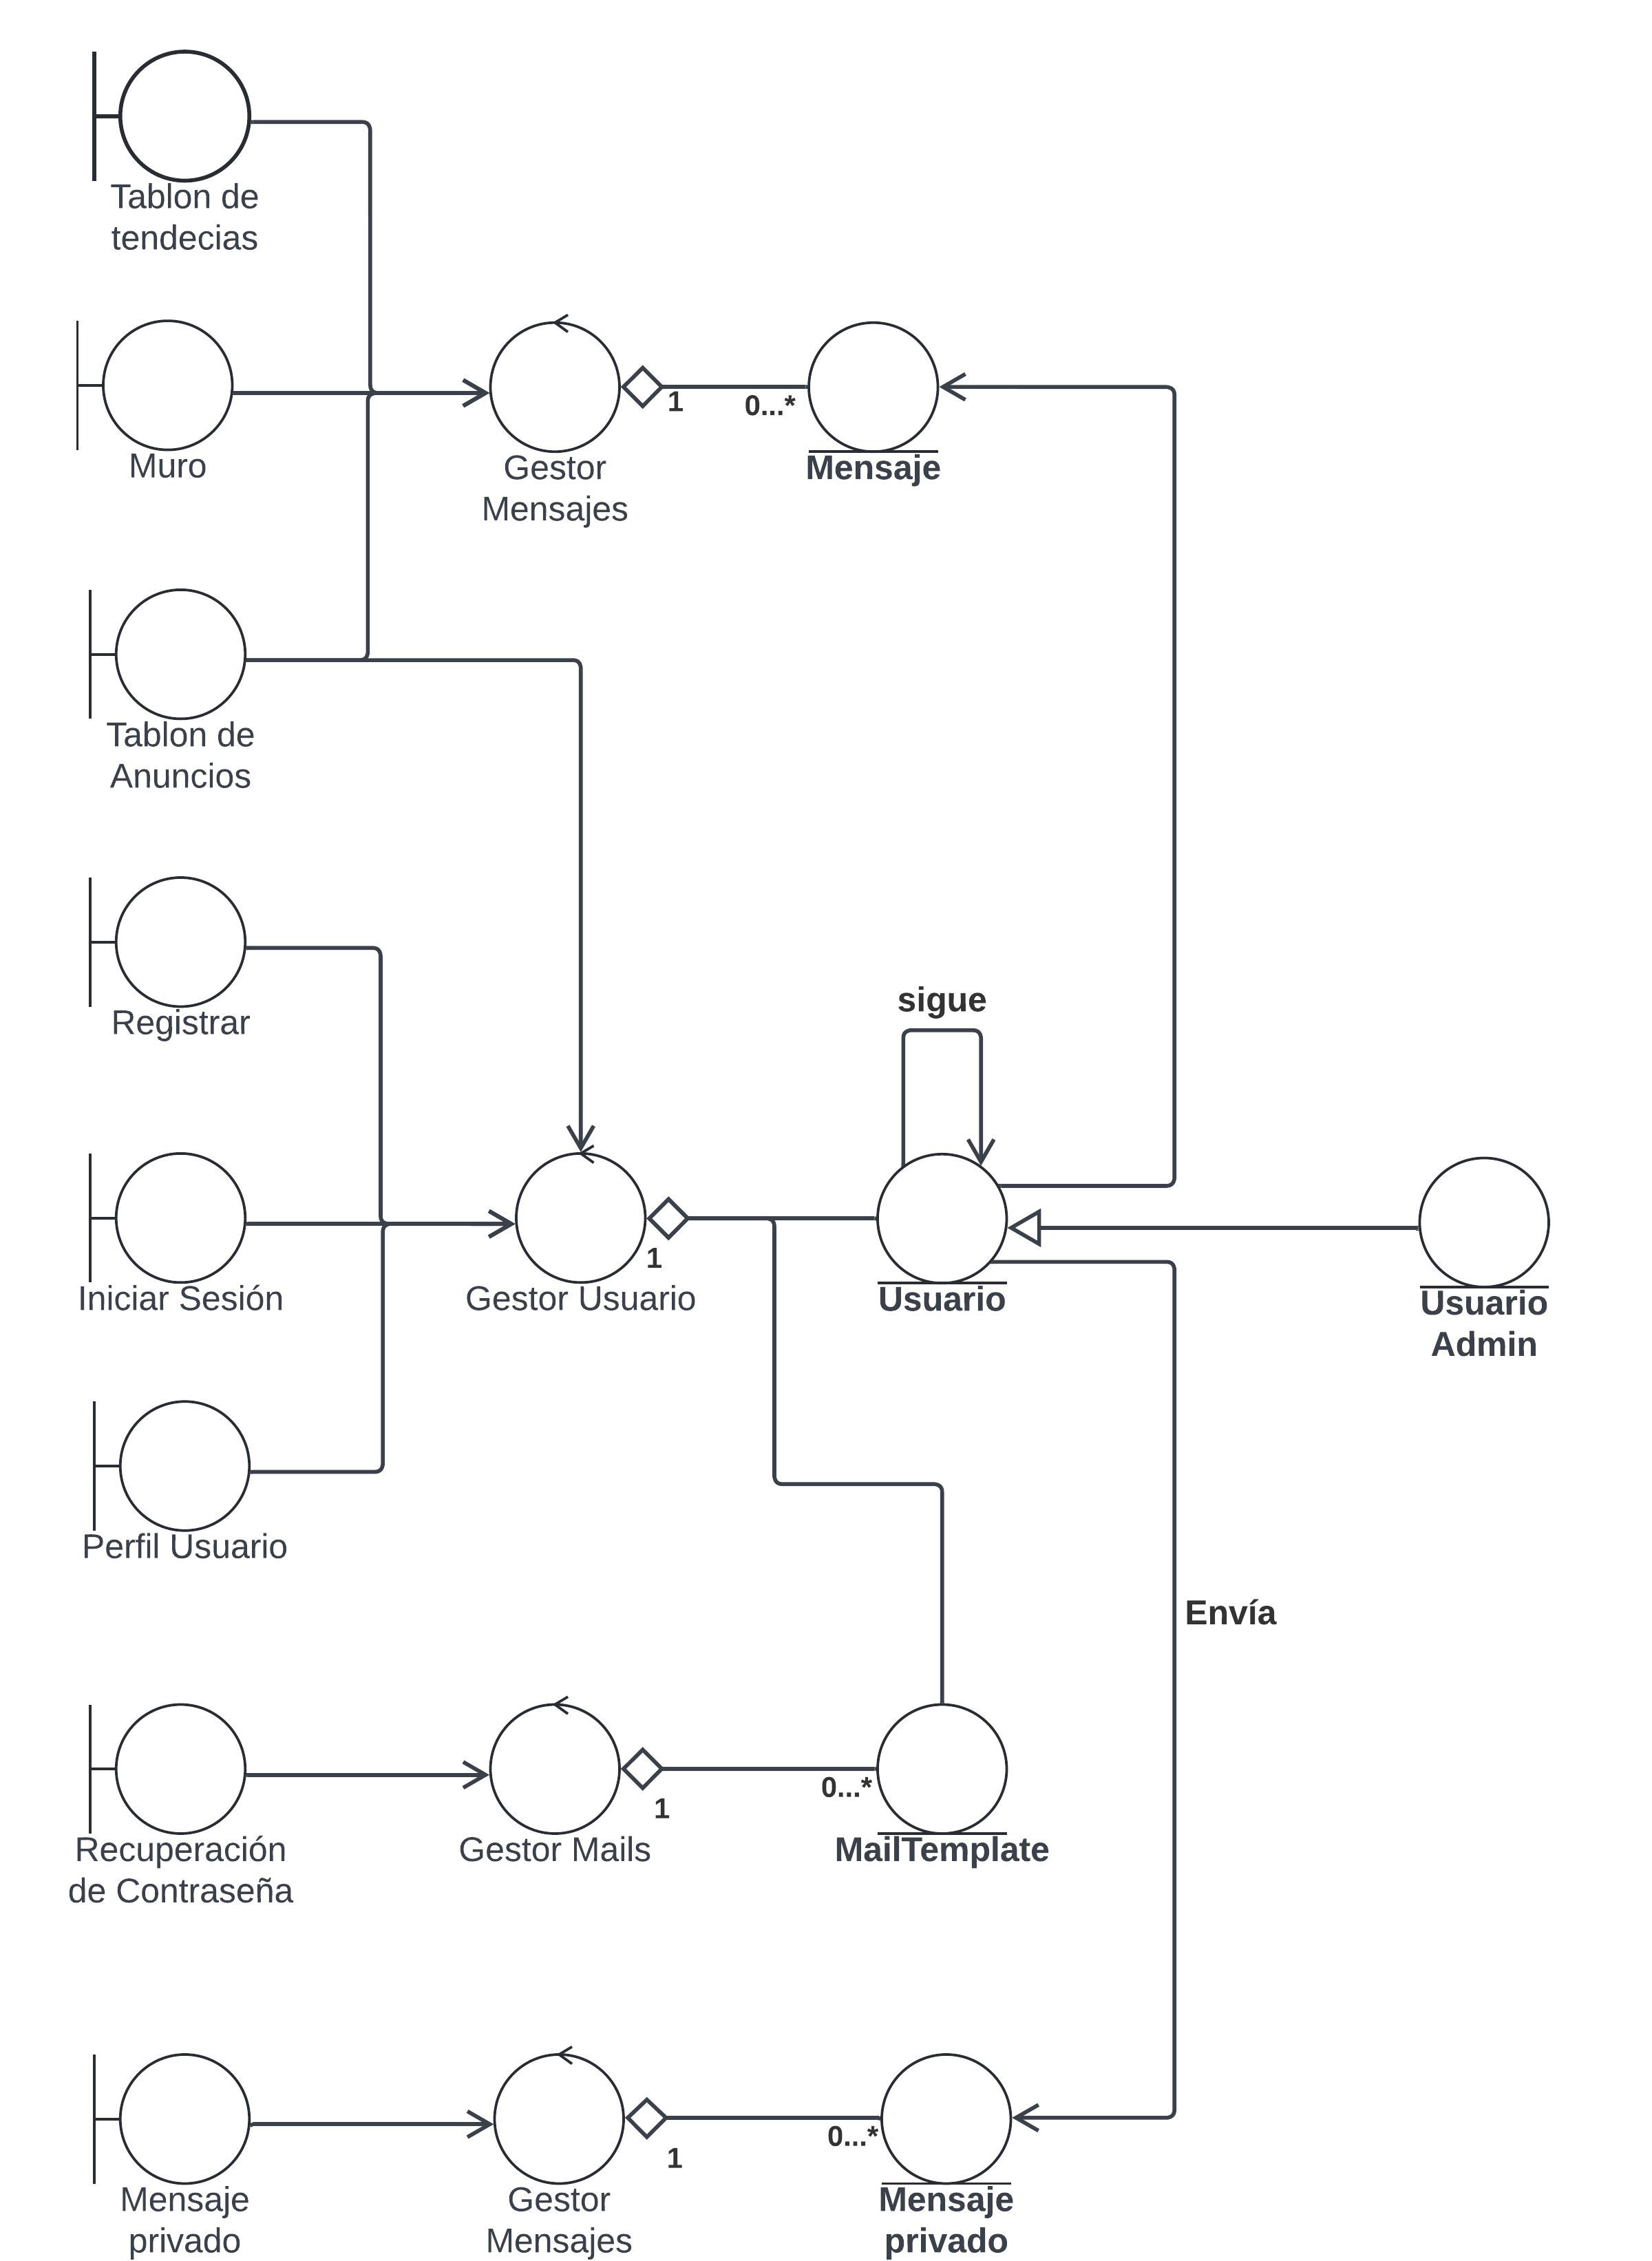 Tablon de
tendecias
Muro
Gestor
Mensajes
1
0...*
Mensaje
Tablon de
Anuncios
Registrar
sigue
Iniciar Sesión
Gestor Usuario
1
Usuario
Usuario
Admin
Perfil Usuario
Envía
Recuperación
de Contraseña
Gestor Mails
1
0...*
MailTemplate
Mensaje
privado
Gestor
Mensajes
1
0...*
Mensaje
privado